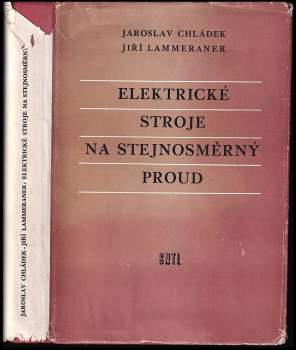 JAROSLAV CHLÁDEK
JIŘÍ LAMMERANER
ELEKTRICKÉ
STROJE
NA STEJNOSMĚRNÝ
PROUD
SNTL
JAROSLAV CHLÁDEK - JIŘÍ LAMMERANER: ELEKTRICKÉ STROJE NA STEJNOSMĚRNÝ